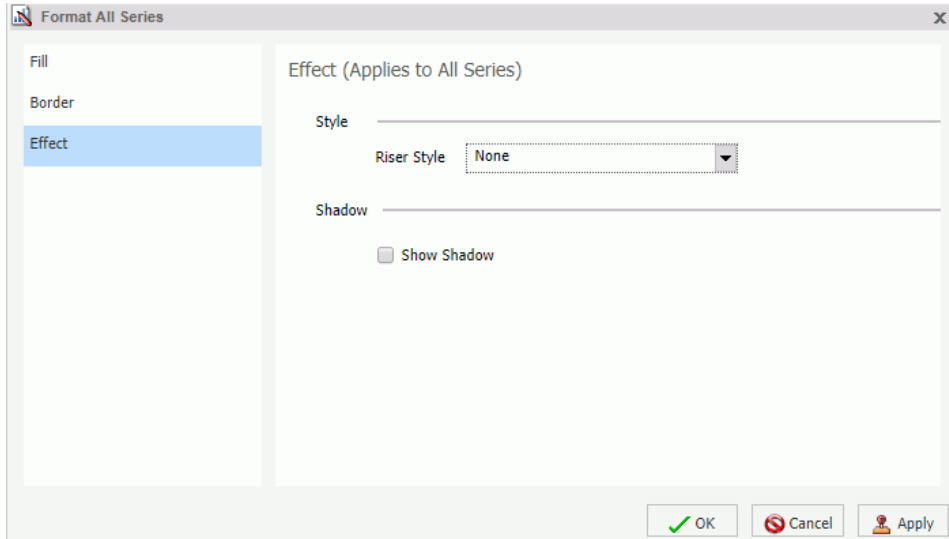 Format All Series
x
Fill
Border
Effect
Effect (Applies to All Series)
Style
Riser Style None
Shadow
Show Shadow
OK Cancel Apply